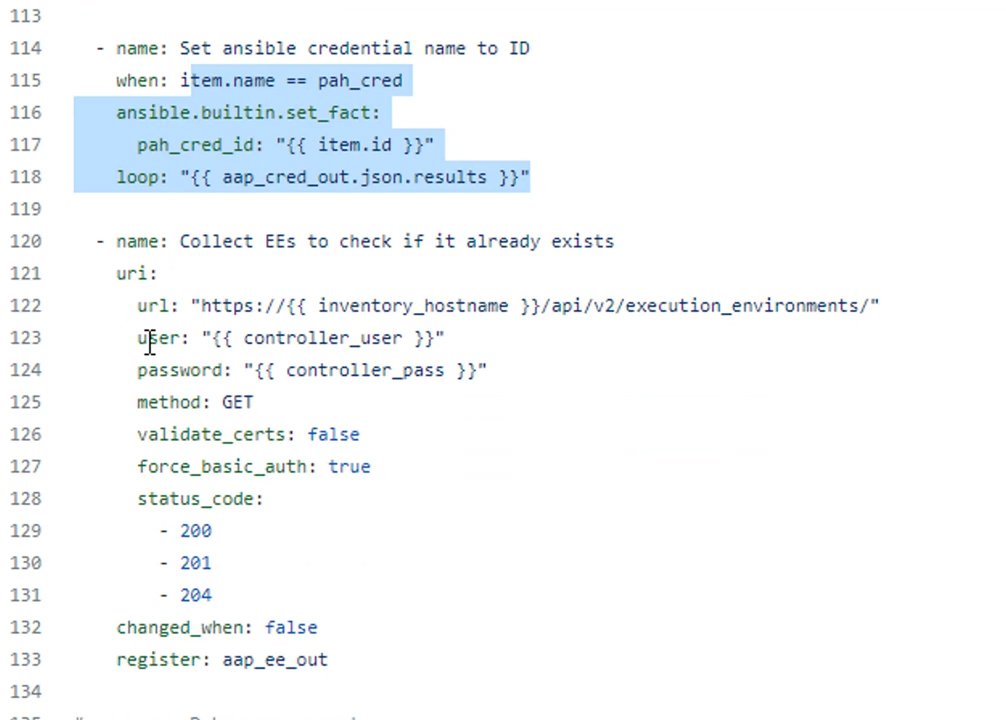 113
114 - name: Set ansible credential name to ID
115 when: item.name == pah_cred
116 ansible.builtin.set_fact:
117 pah_cred_id: "{{ item.id }}"
118 loop: "{{ aap_cred_out.json.results }}"
119
120 - name: Collect EEs to check if it already exists
121 uri:
122 url: "https://{{ inventory_hostname }}/api/v2/execution_environments/"
123 user: "{{ controller_user }}"
124 password: "{{ controller_pass }}"
125 method: GET
126 validate_certs: false
127 force_basic_auth: true
128 status_code:
129 - 200
130 - 201
131 - 204
132 changed_when: false
133 register: aap_ee_out
134